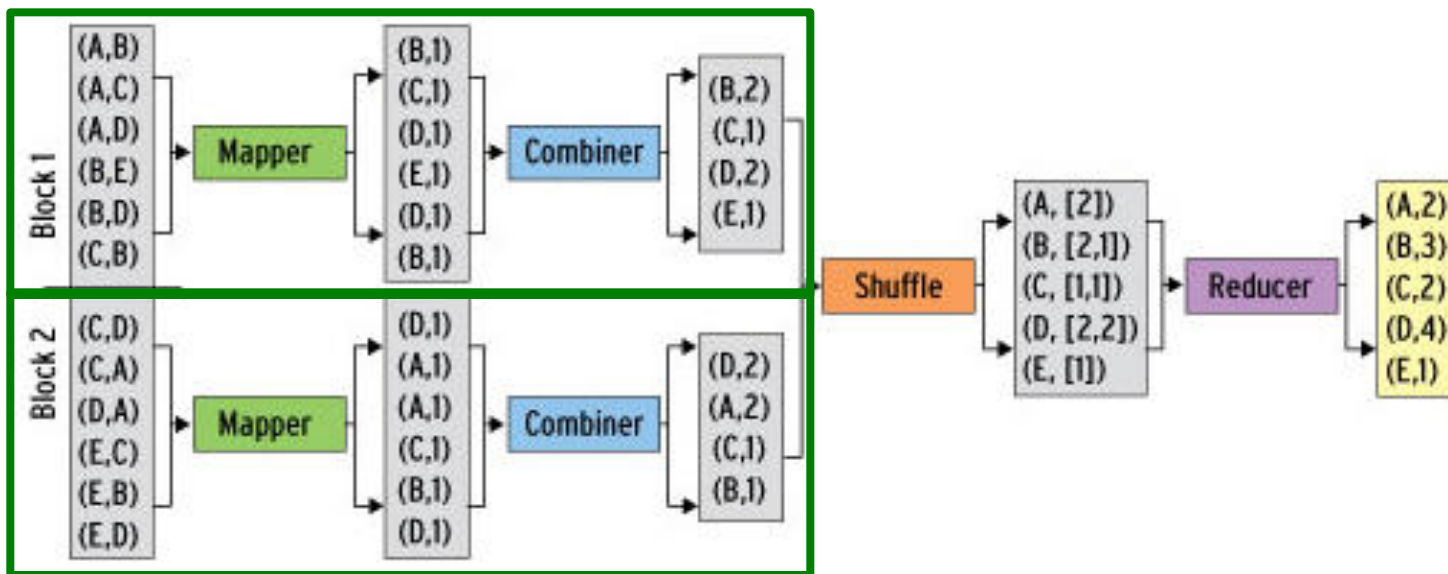 Block 1
(A,B)
(A,C)
(A,D)
(B,E)
(B,D)
(C,B)
Mapper
(B,1)
(C,1)
(D,1)
(E,1)
(D,1)
(B,1)
Combiner
(B,2)
(C,1)
(D,2)
(E,1)
Block 2
(C,D)
(C,A)
(D,A)
(E,C)
(E,B)
(E,D)
Mapper
(D,1)
(A,1)
(A,1)
(C,1)
(B,1)
(D,1)
Combiner
(D,2)
(A,2)
(C,1)
(B,1)
Shuffle
(A, [2])
(B, [2,1])
(C, [1,1])
(D, [2,2])
(E, [1])
Reducer
(A,2)
(B,3)
(C,2)
(D,4)
(E,1)